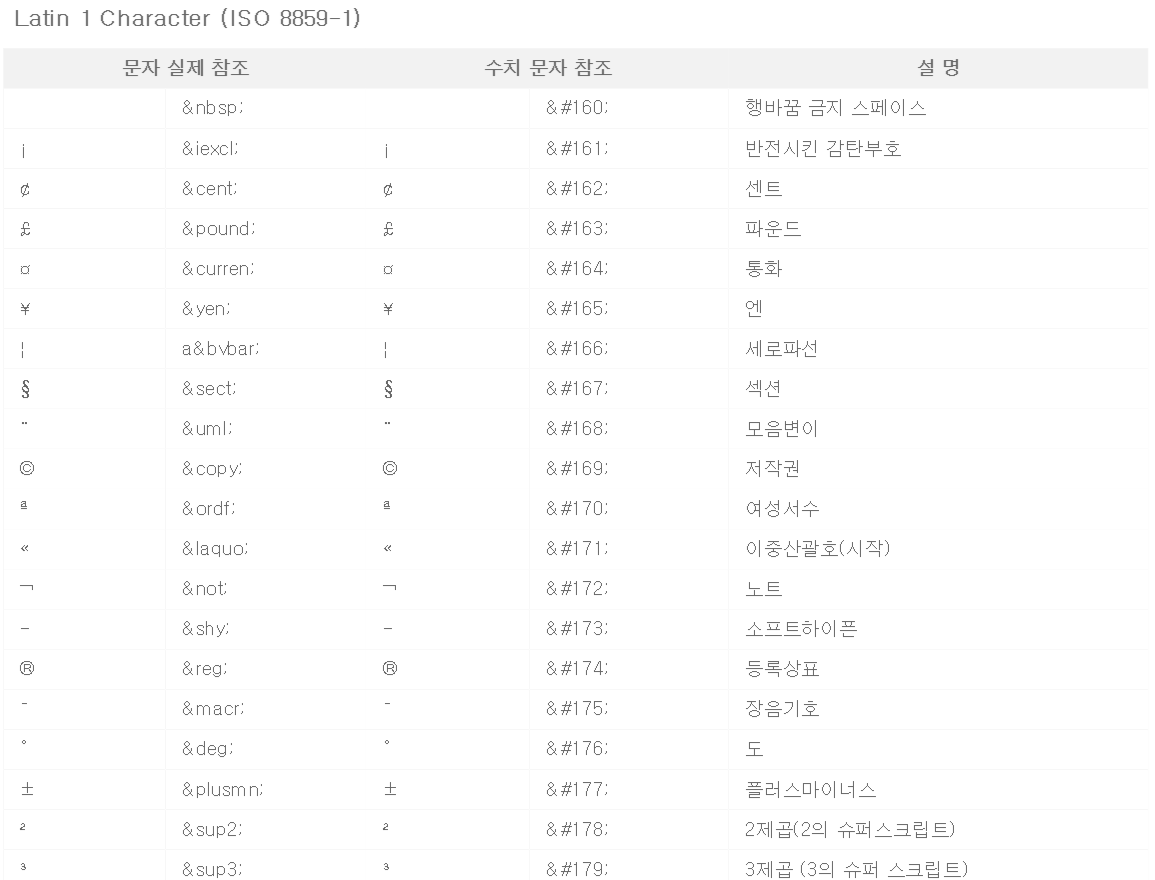 Latin 1 Character (ISO 8859-1)
문자 실제 참조 수치 문자 참조 설 명
&nbsp; &#160; 행바꿈 금지 스페이스
¡ &iexcl; ¡ &#161; 반전시킨 감탄부호
¢ &cent; ¢ &#162; 센트
£ &pound; £ &#163; 파운드
¤ &curren; ¤ &#164; 통화
¥ &yen; ¥ &#165; 엔
¦ a&bvbar; ¦ &#166; 세로파선
§ &sect; § &#167; 섹션
¨ &uml; ¨ &#168; 모음변이
© &copy; © &#169; 저작권
ª &ordf; ª &#170; 여성서수
« &laquo; « &#171; 이중산괄호(시작)
¬ &not; ¬ &#172; 노트
- &shy; - &#173; 소프트하이픈
® &reg; ® &#174; 등록상표
¯ &macr; ¯ &#175; 장음기호
° &deg; ° &#176; 도
± &plusmn; ± &#177; 플러스마이너스
² &sup2; ² &#178; 2제곱(2의 슈퍼스크립트)
³ &sup3; ³ &#179; 3제곱 (3의 슈퍼 스크립트)